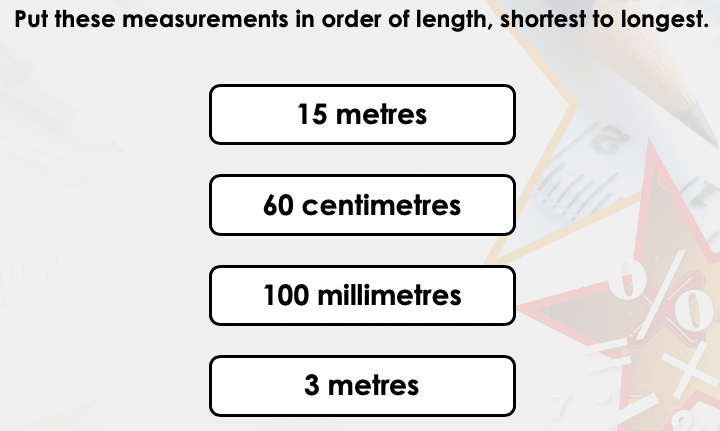 Put these measurements in order of length, shortest to longest.
15 metres
60 centimetres
100 millimetres
3 metres